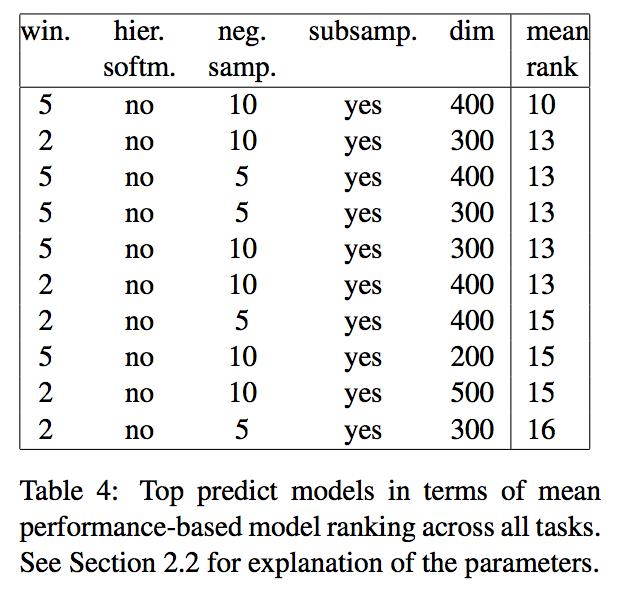 win. hier. neg. subsamp. dim mean
softm. samp. rank
5 no 10 yes 400 10
2 no 10 yes 300 13
5 no 5 yes 400 13
5 no 5 yes 300 13
5 no 10 yes 300 13
2 no 10 yes 400 13
2 no 5 yes 400 15
5 no 10 yes 200 15
2 no 10 yes 500 15
2 no 5 yes 300 16
Table 4: Top predict models in terms of mean
performance-based model ranking across all tasks.
See Section 2.2 for explanation of the parameters.